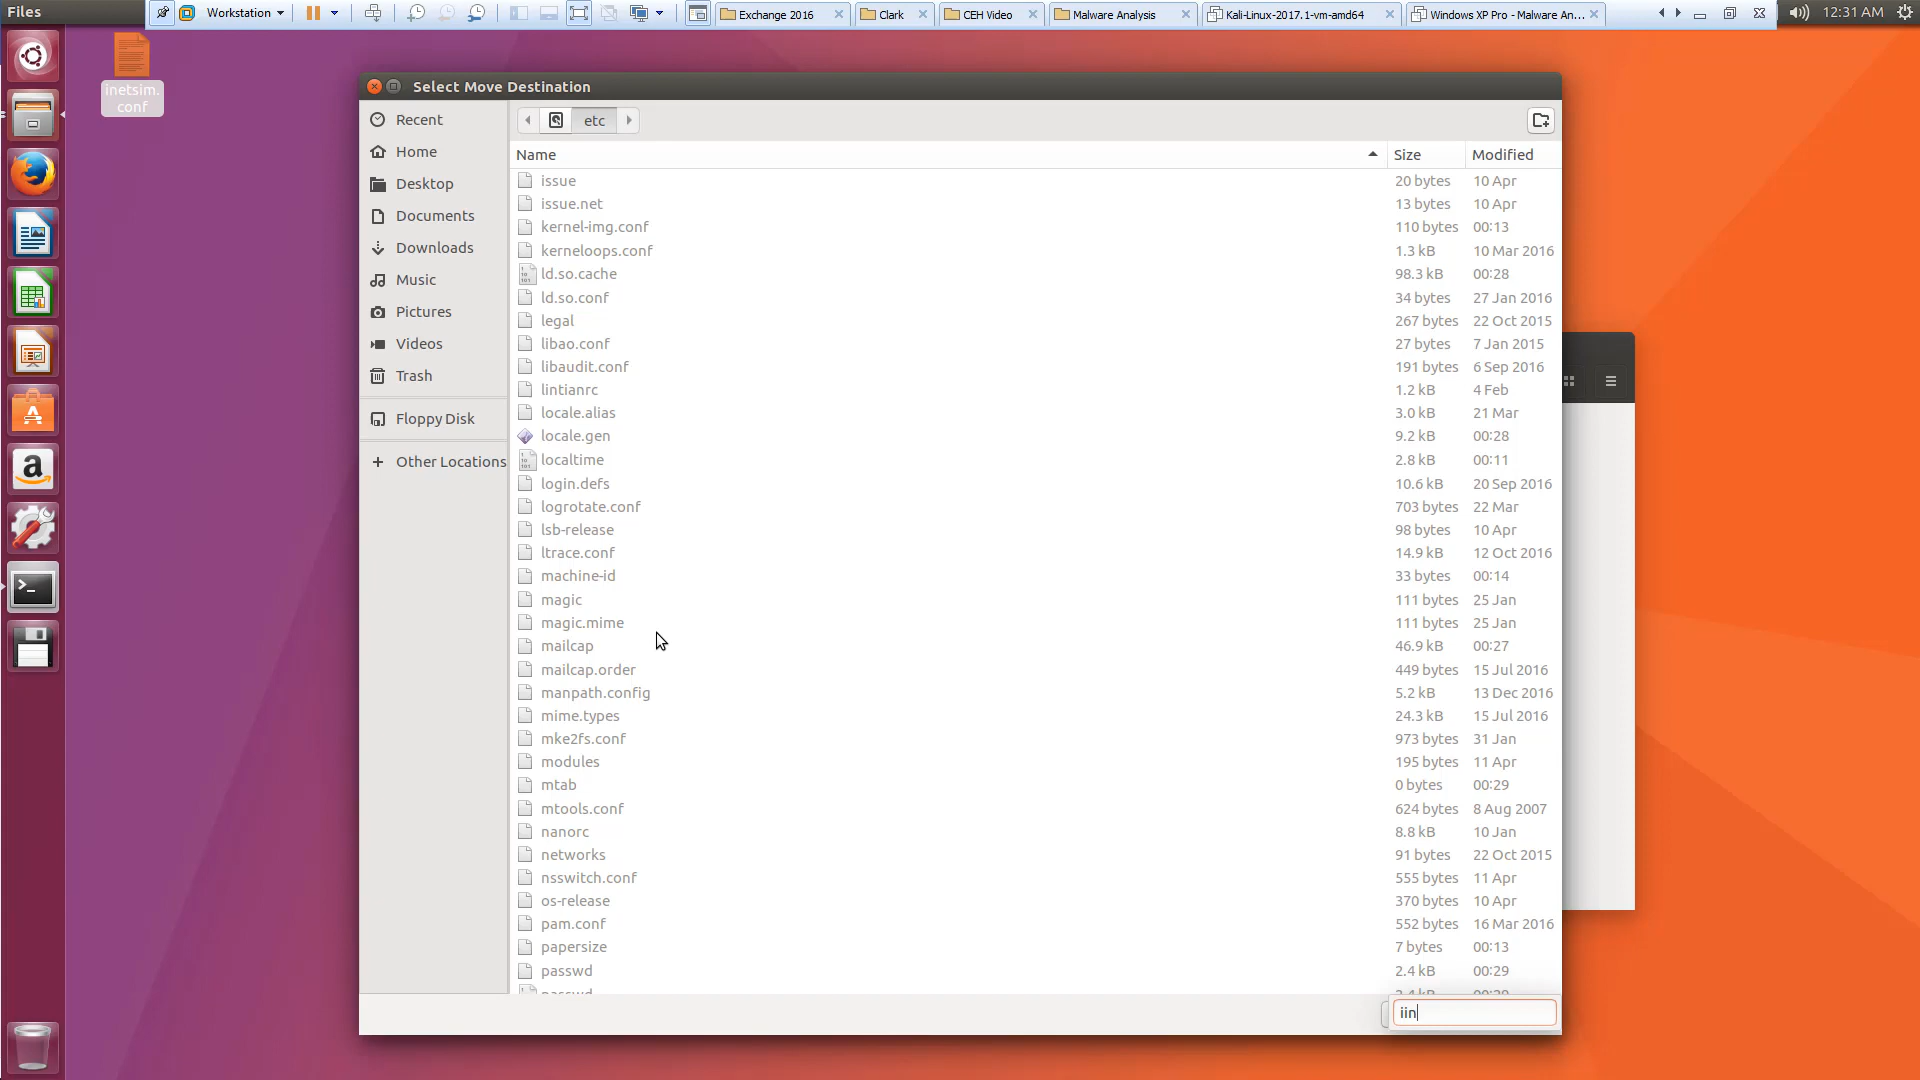 Files
Workstation
Exchange 2016
Clark
CEH Video
Malware Analysis
Kali-Linux-2017.1-vm-amd64
Windows XP Pro - Malware An...
12:31 AM
inetsim.
conf
Select Move Destination
etc
Recent
Home
Desktop
Documents
Downloads
Music
Pictures
Videos
Trash
Floppy Disk
Other Locations
Name Size Modified
issue 20 bytes 10 Apr
issue.net 13 bytes 10 Apr
kernel-img.conf 110 bytes 00:13
kerneloops.conf 1.3 kB 10 Mar 2016
ld.so.cache 98.3 kB 00:28
ld.so.conf 34 bytes 27 Jan 2016
legal 267 bytes 22 Oct 2015
libao.conf 27 bytes 7 Jan 2015
libaudit.conf 191 bytes 6 Sep 2016
lintianrc 1.2 kB 4 Feb
locale.alias 3.0 kB 21 Mar
locale.gen 9.2 kB 00:28
localtime 2.8 kB 00:11
login.defs 10.6 kB 20 Sep 2016
logrotate.conf 703 bytes 22 Mar
lsb-release 98 bytes 10 Apr
ltrace.conf 14.9 kB 12 Oct 2016
machine-id 33 bytes 00:14
magic 111 bytes 25 Jan
magic.mime 111 bytes 25 Jan
mailcap 46.9 kB 00:27
mailcap.order 449 bytes 15 Jul 2016
manpath.config 5.2 kB 13 Dec 2016
mime.types 24.3 kB 15 Jul 2016
mke2fs.conf 973 bytes 31 Jan
modules 195 bytes 11 Apr
mtab 0 bytes 00:29
mtools.conf 624 bytes 8 Aug 2007
nanorc 8.8 kB 10 Jan
networks 91 bytes 22 Oct 2015
nsswitch.conf 555 bytes 11 Apr
os-release 370 bytes 10 Apr
pam.conf 552 bytes 16 Mar 2016
papersize 7 bytes 00:13
passwd 2.4 kB 00:29
iin